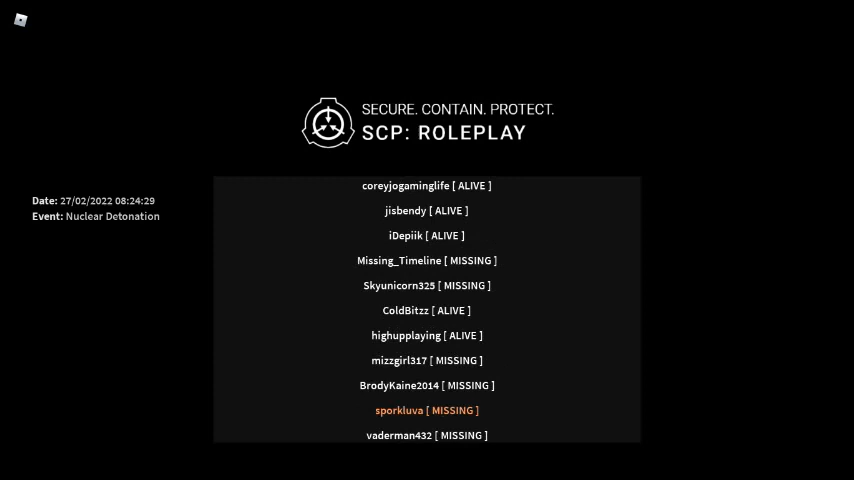 SECURE. CONTAIN. PROTECT.
SCP: ROLEPLAY
Date: 27/02/2022 08:24:29
Event: Nuclear Detonation
coreyjogaminglife [ ALIVE ]
jisbendy [ ALIVE ]
iDepiik [ ALIVE ]
Missing_Timeline [ MISSING ]
Skyunicorn325 [ MISSING ]
ColdBitzz [ ALIVE ]
highupplaying [ ALIVE ]
mizzgirl317 [ MISSING ]
BrodyKaine2014 [ MISSING ]
sporkluva [ MISSING ]
vaderman432 [ MISSING ]